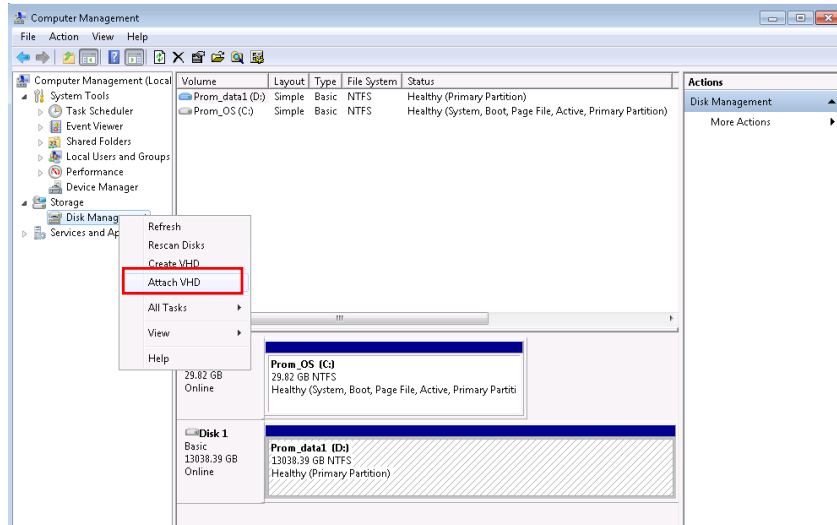 Computer Management
File Action View Help
Computer Management (Local
System Tools
Task Scheduler
Event Viewer
Shared Folders
Local Users and Groups
Performance
Device Manager
Storage
Disk Manag
Services and Ap
Volume Layout Type File System Status
Prom_data1 (D:) Simple Basic NTFS Healthy (Primary Partition)
Prom_OS (C:) Simple Basic NTFS Healthy (System, Boot, Page File, Active, Primary Partition)
Actions
Disk Management
More Actions
Refresh
Rescan Disks
Create VHD
Attach VHD
All Tasks
View
Help
29.82 GB
Online
Prom_OS (C:)
29.82 GB NTFS
Healthy (System, Boot, Page File, Active, Primary Partiti
Disk 1
Basic
13038.39 GB
Online
Prom_data1 (D:)
13038.39 GB NTFS
Healthy (Primary Partition)